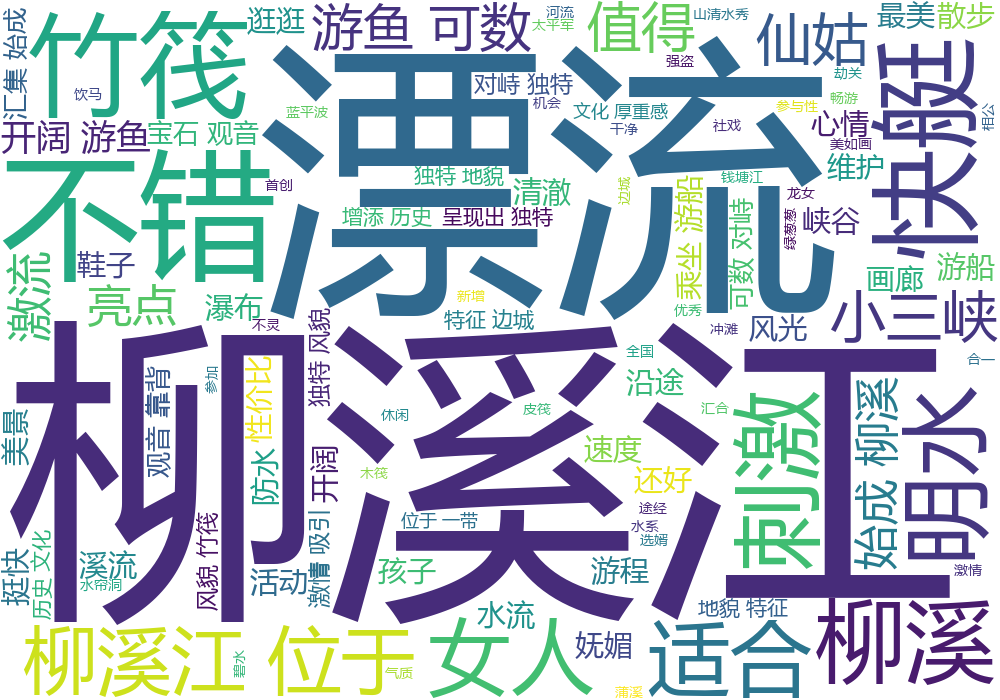 汇集 始成
竹筏
逛逛
游鱼 可数
值得
太平军
河流
山清水秀
仙姑
最美
散步
饮马
蓝平波
强盗
劫关
对峙 独特
机会
文化 厚重感
畅游
参与性
相公
快艇
开阔 游鱼
宝石 观音
漂流
干净
社戏
心情
美如画
不错
首创
独特 地貌
清澈
边城
钱塘江
龙女
维护
增添 历史
呈现出 独特
乘坐 游船
可数 对峙
绿葱葱
峡谷
激流
鞋子
亮点
瀑布
新增
优秀
画廊
游船
小三峡
不灵
特征 边城
冲滩
风光
柳溪江
独特 风貌
全国
合一
美景
观音 靠背
参加
性价比
休闲
皮筏
沿途
汇合
刺激
始成 柳溪
明水
防水
开阔
木筏
速度
还好
途经
水系
选婿
位于 一带
挺快
历史 文化
溪流
水帘洞
风貌 竹筏
活动
激情 吸引
孩子
游程
激情
水流
地貌 特征
柳溪江
碧水
位于
气质
女人
妩媚
蒲溪
适合
柳溪